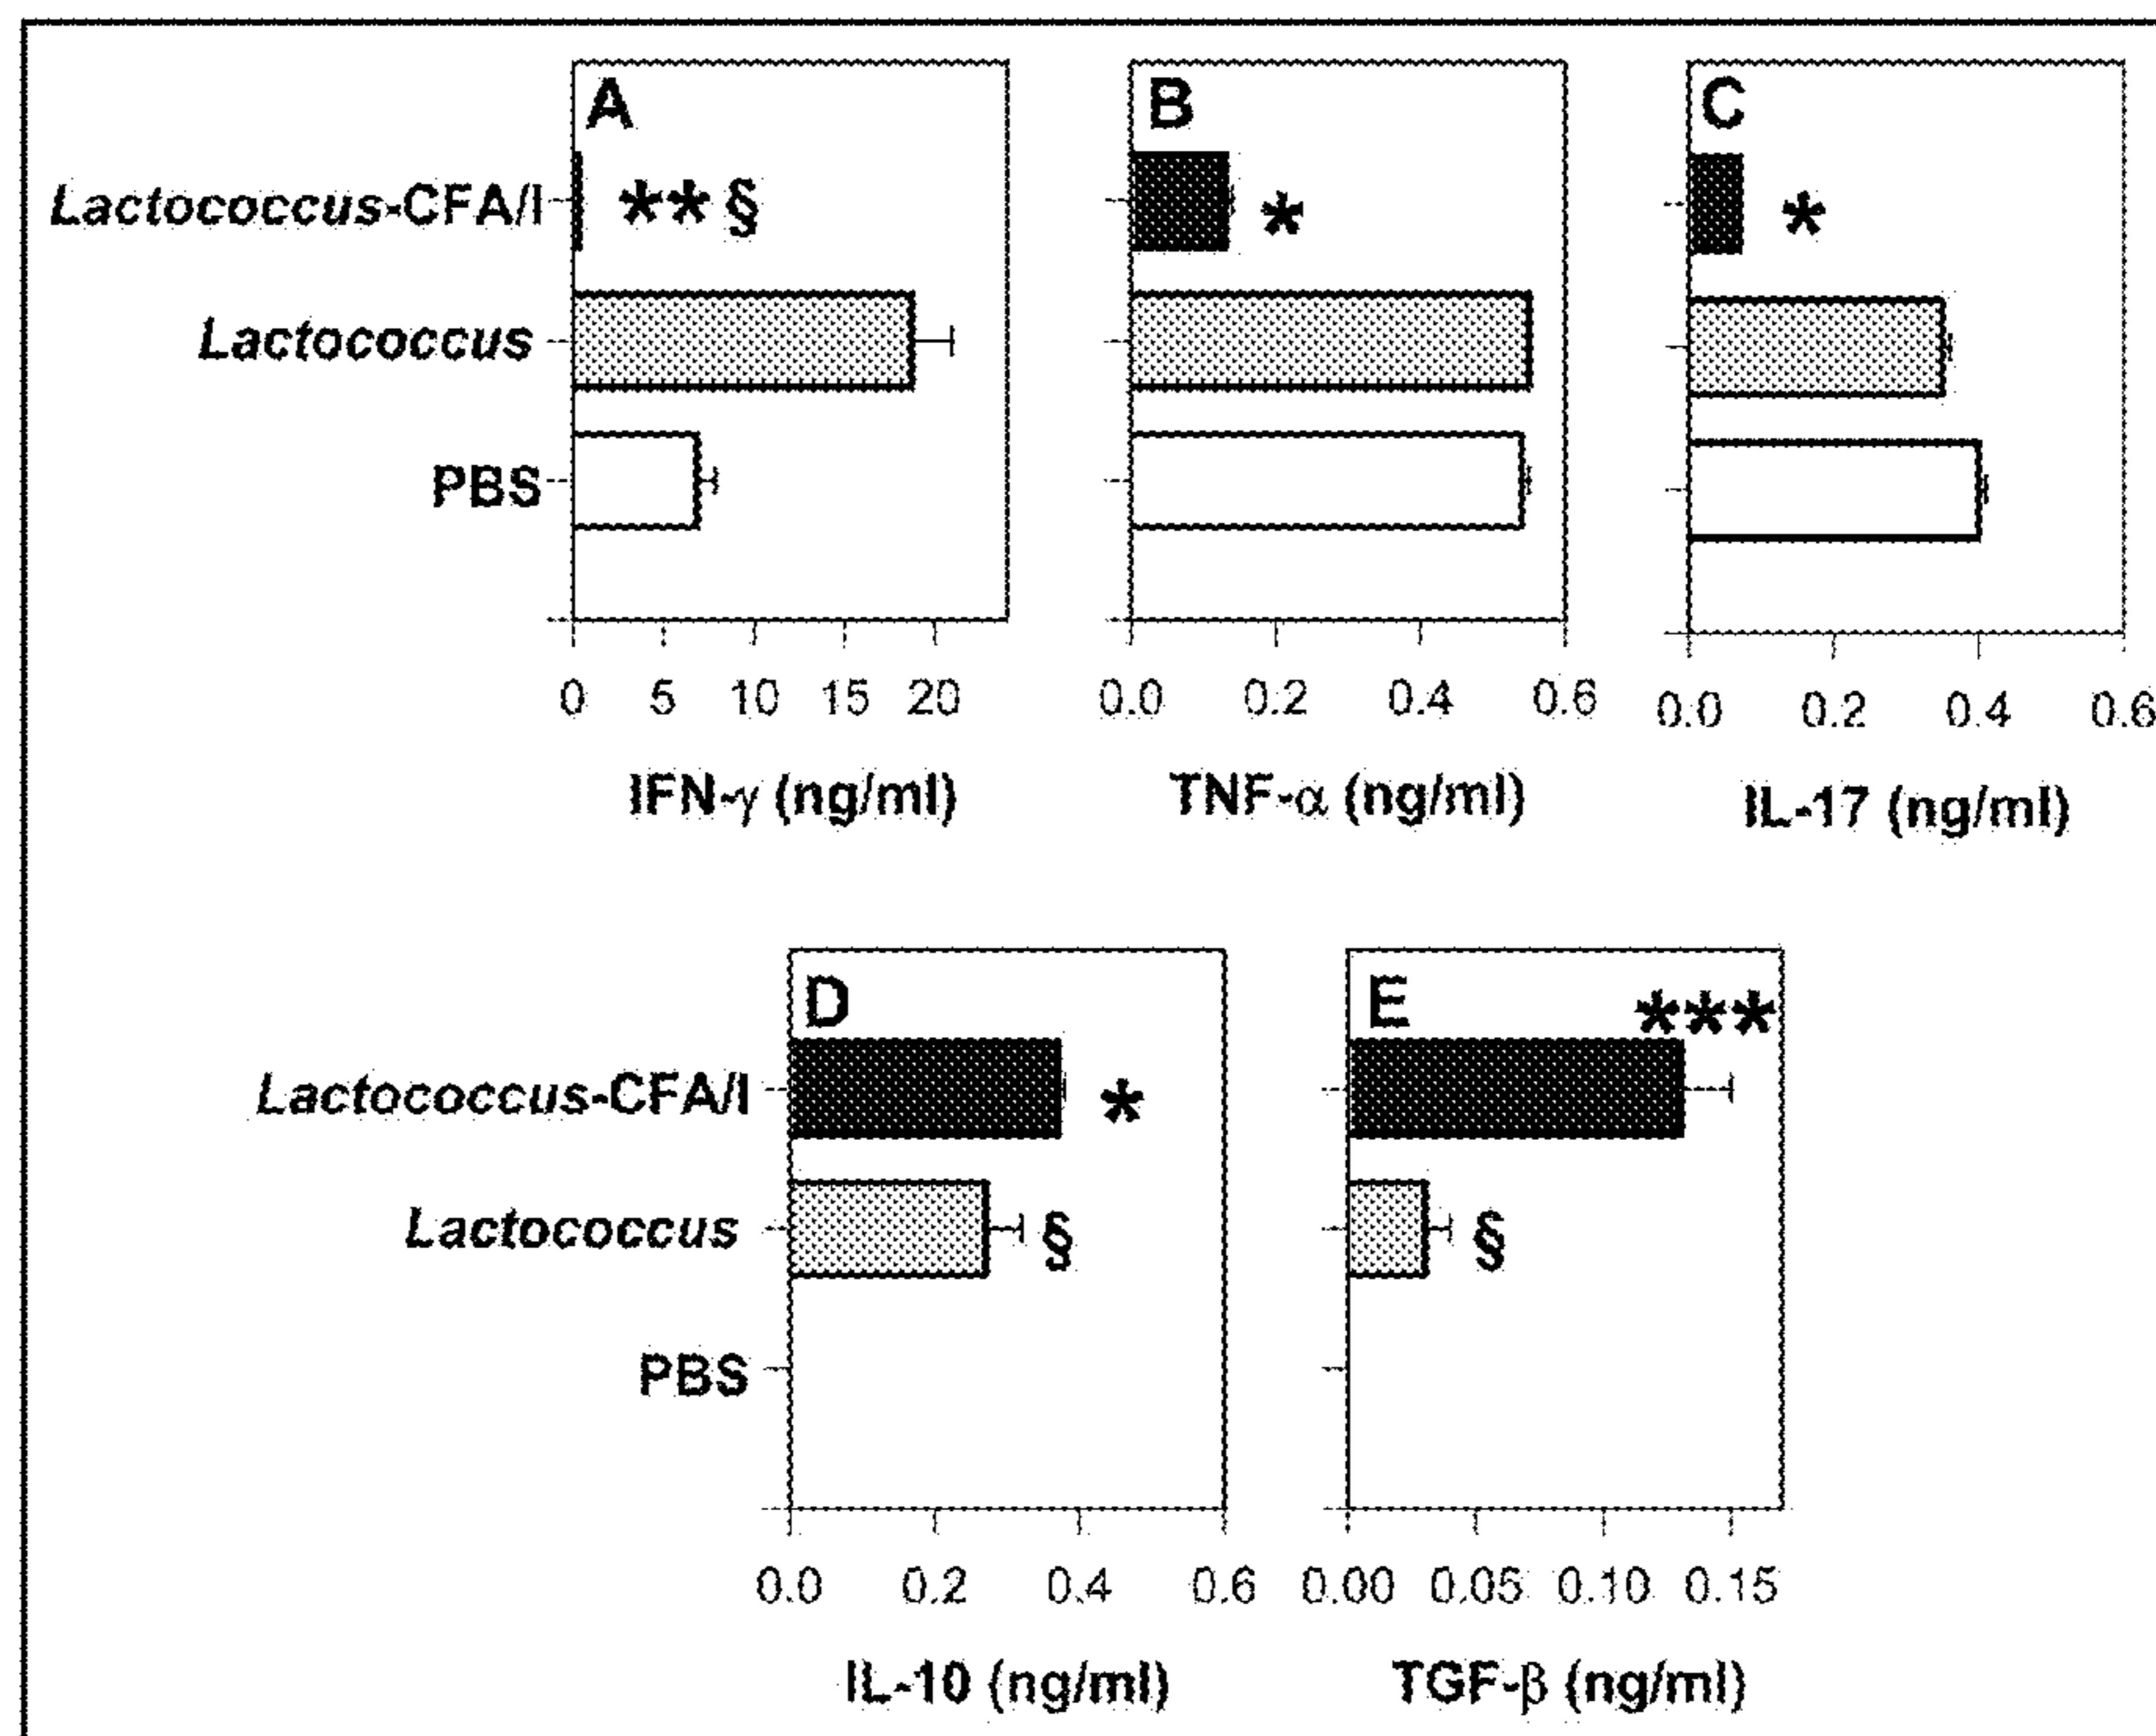 A B C
Lactococcus-CFA/I ** § * *
Lactococcus
PBS
0 5 10 15 20 0.0 0.2 0.4 0.6 0.0 0.2 0.4 0.6
IFN-γ (ng/ml) TNF-α (ng/ml) IL-17 (ng/ml)
D E ***
Lactococcus-CFA/I *
Lactococcus § §
PBS
0.0 0.2 0.4 0.6 0.00 0.05 0.10 0.15
IL-10 (ng/ml) TGF-β (ng/ml)